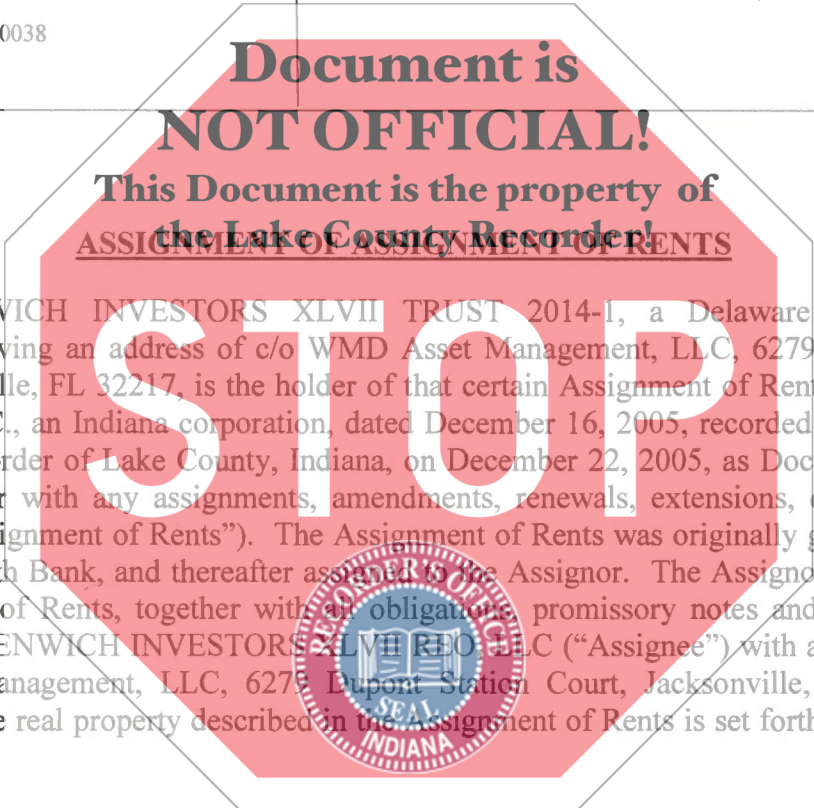 0038
Document is
NOT OFFICIAL!
This Document is the property of
the Lake County Recorder!
ASSIGNMENT OF ASSIGNMENT OF RENTS
WICH INVESTORS XLVII TRUST 2014-1, a Delaware
ving an address of c/o WMD Asset Management, LLC, 6279
lle, FL 32217, is the holder of that certain Assignment of Rent
C., an Indiana corporation, dated December 16, 2005, recorded
rder of Lake County, Indiana, on December 22, 2005, as Doc
r with any assignments, amendments, renewals, extensions,
ignment of Rents”). The Assignment of Rents was originally g
h Bank, and thereafter assigned to the Assignor. The Assigno
of Rents, together with all obligations, promissory notes and
ENWICH INVESTORS XLVII REO, LLC (“Assignee”) with a
anagement, LLC, 6279 Dupont Station Court, Jacksonville,
e real property described in the Assignment of Rents is set forth
STOP
RECORDER'S OFFICE
SEAL
INDIANA